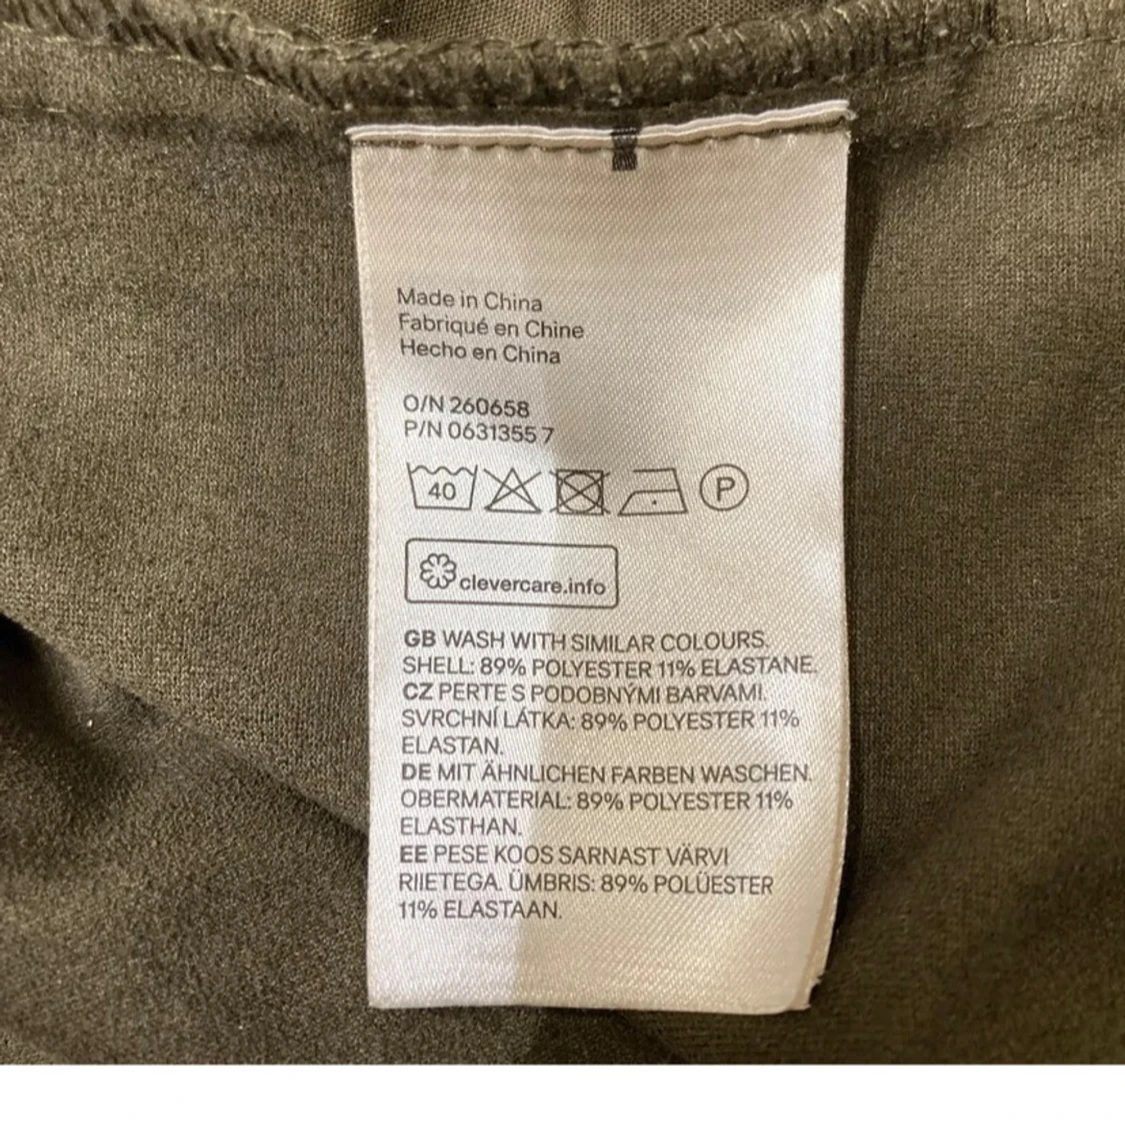 Made in China
Fabriqué en Chine
Hecho en China
O/N 260658
P/N 0631355 7
40 P
clevercare.info
GB WASH WITH SIMILAR COLOURS.
SHELL: 89% POLYESTER 11% ELASTANE.
CZ PERTE S PODOBNÝMI BARVAMI.
SVRCHNÍ LÁTKA: 89% POLYESTER 11%
ELASTAN.
DE MIT ÄHNLICHEN FARBEN WASCHEN.
OBERMATERIAL: 89% POLYESTER 11%
ELASTHAN.
EE PESE KOOS SARNAST VÄRVI
RIIETEGA. ÜMBRIS: 89% POLÜESTER
11% ELASTAAN.